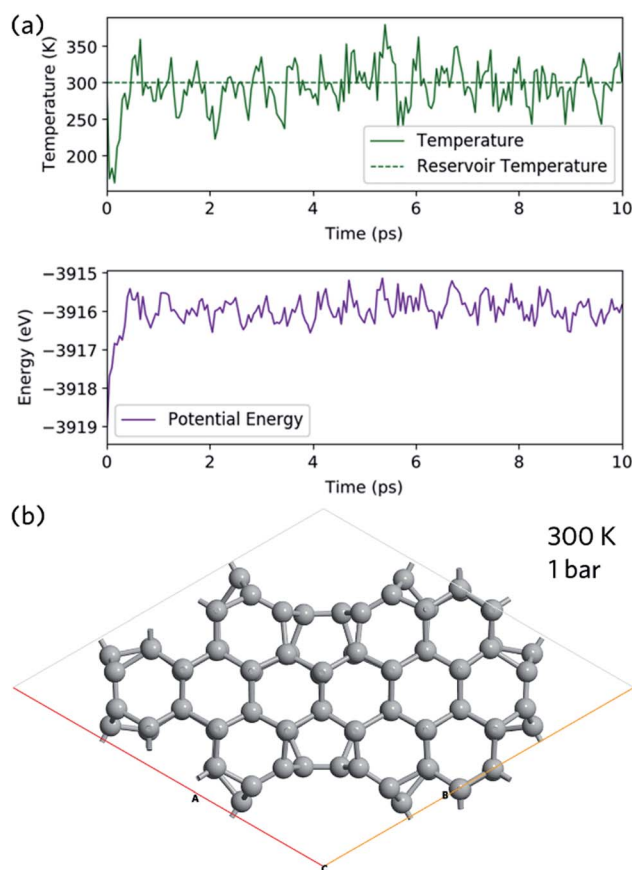 (a)
Temperature (K)
350
300
250
200
Temperature
Reservoir Temperature
0 2 4 6 8 10
Time (ps)
Energy (eV)
−3915
−3916
−3917
−3918
−3919
Potential Energy
0 2 4 6 8 10
Time (ps)
(b)
300 K
1 bar
A
B
C